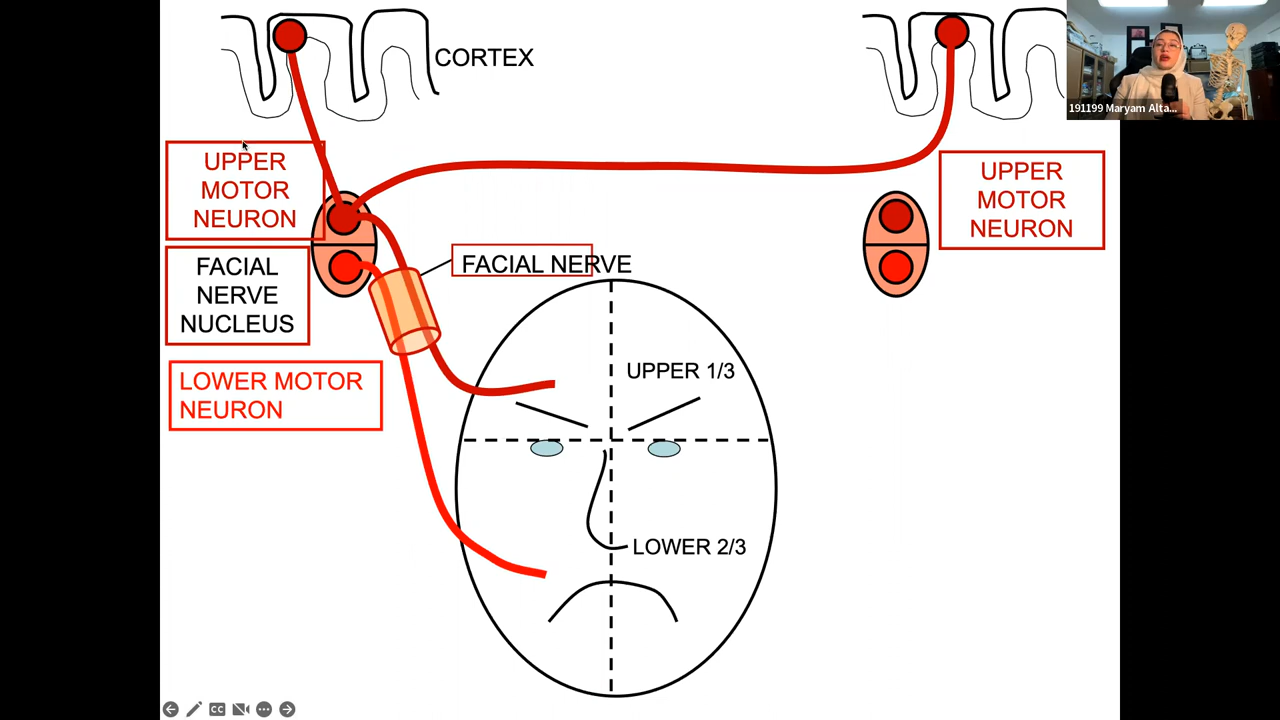 CORTEX
191199 Maryam Alta...
UPPER
MOTOR
NEURON
UPPER
MOTOR
NEURON
FACIAL
NERVE
NUCLEUS
FACIAL NERVE
LOWER MOTOR
NEURON
UPPER 1/3
LOWER 2/3
CC